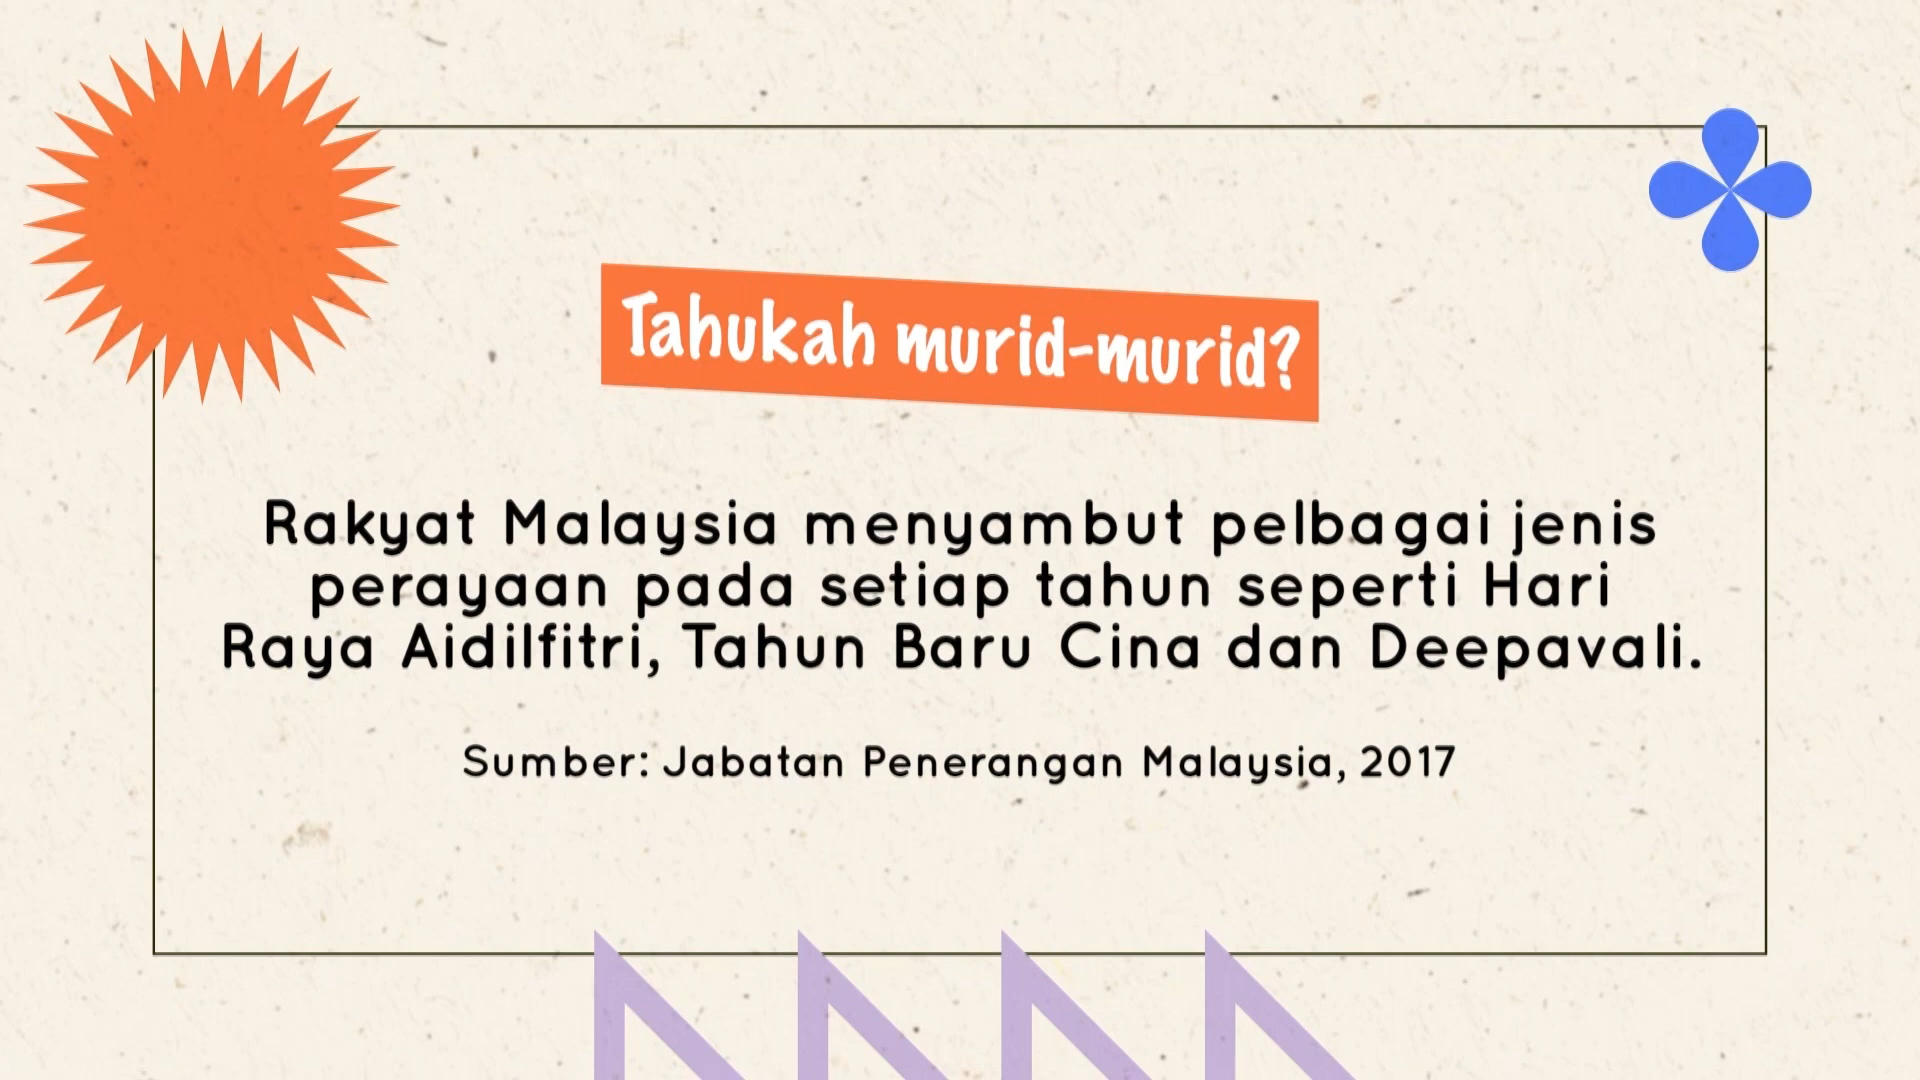 Tahukah murid-murid?
Rakyat Malaysia menyambut pelbagai jenis
perayaan pada setiap tahun seperti Hari
Raya Aidilfitri, Tahun Baru Cina dan Deepavali.
Sumber: Jabatan Penerangan Malaysia, 2017